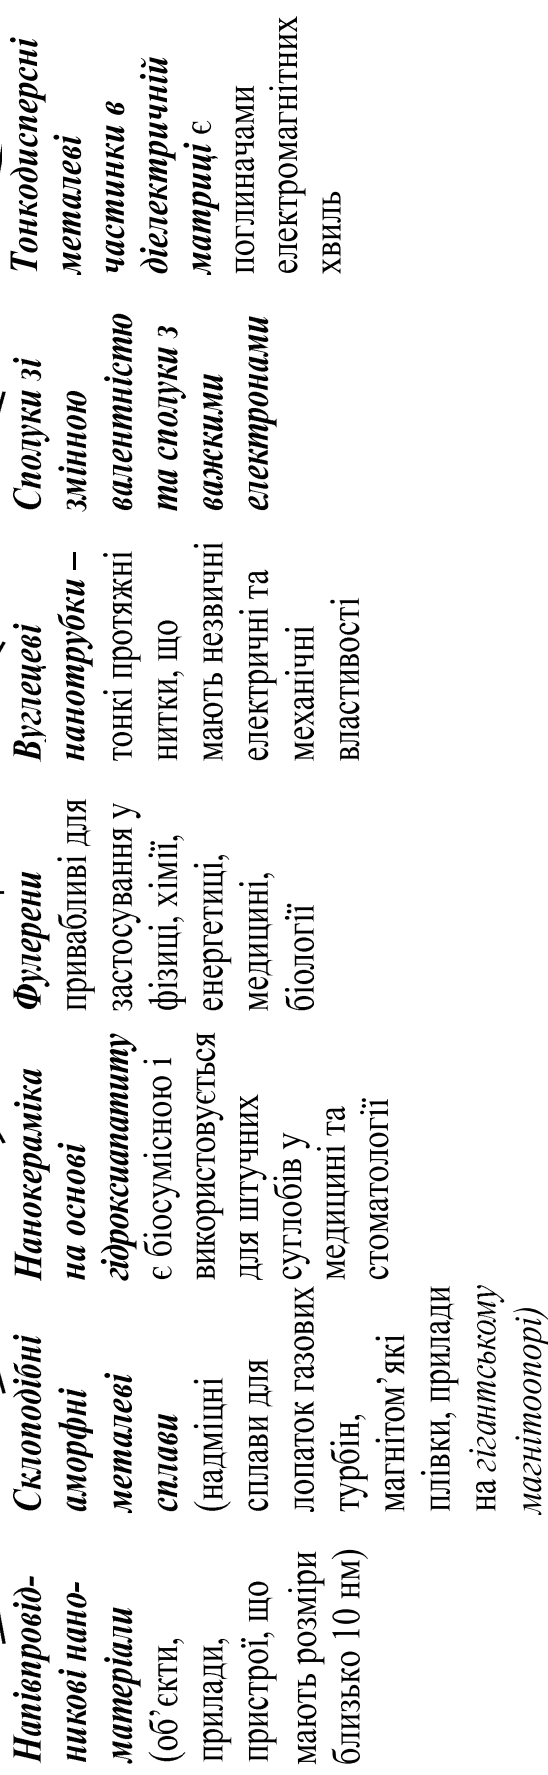 Напівпровід-
никові нано-
матеріали
(об’єкти,
прилади,
пристрої, що
мають розміри
близько 10 нм)
Склоподібні
аморфні
металеві
сплави
(надміцні
сплави для
лопаток газових
турбін,
магнітом’які
плівки, прилади
на гігантському
магнітоопорі)
Нанокераміка
на основі
гідроксиапатиту
є біосумісною і
використовується
для штучних
суглобів у
медицині та
стоматології
Фулерени
привабливі для
застосування у
фізиці, хімії,
енергетиці,
медицині,
біології
Вуглецеві
нанотрубки –
тонкі протяжні
нитки, що
мають незвичні
електричні та
механічні
властивості
Сполуки зі
змінною
валентністю
та сполуки з
важкими
електронами
Тонкодисперсні
металеві
частинки в
діелектричній
матриці є
поглиначами
електромагнітних
хвиль